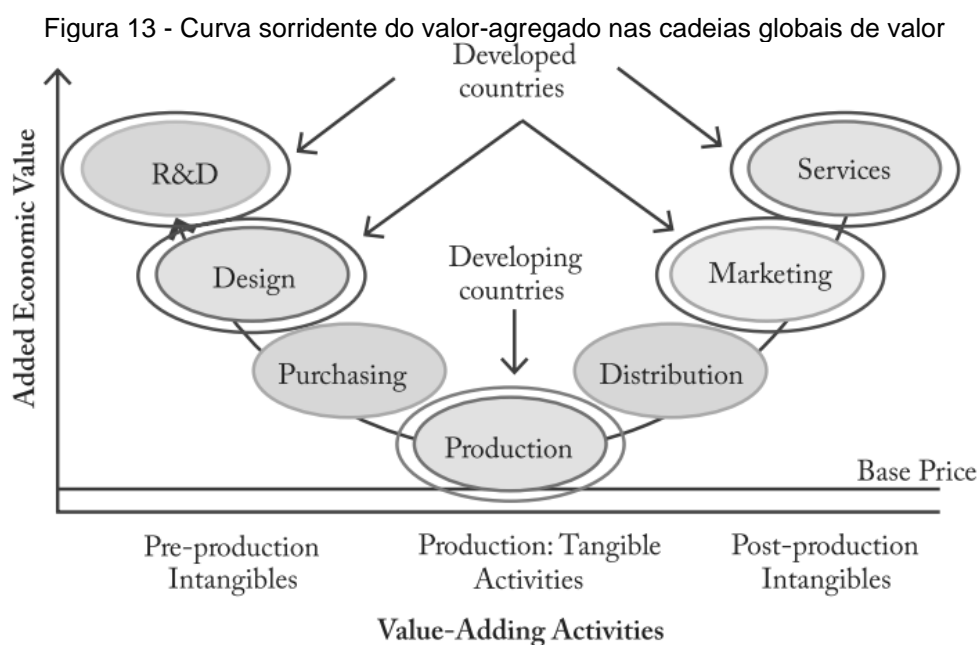 Figura 13 - Curva sorridente do valor-agregado nas cadeias globais de valor
Developed
countries
Added Economic Value
R&D
Services
Design
Developing
countries
Marketing
Purchasing
Distribution
Production
Base Price
Pre-production
Intangibles
Production: Tangible
Activities
Post-production
Intangibles
Value-Adding Activities